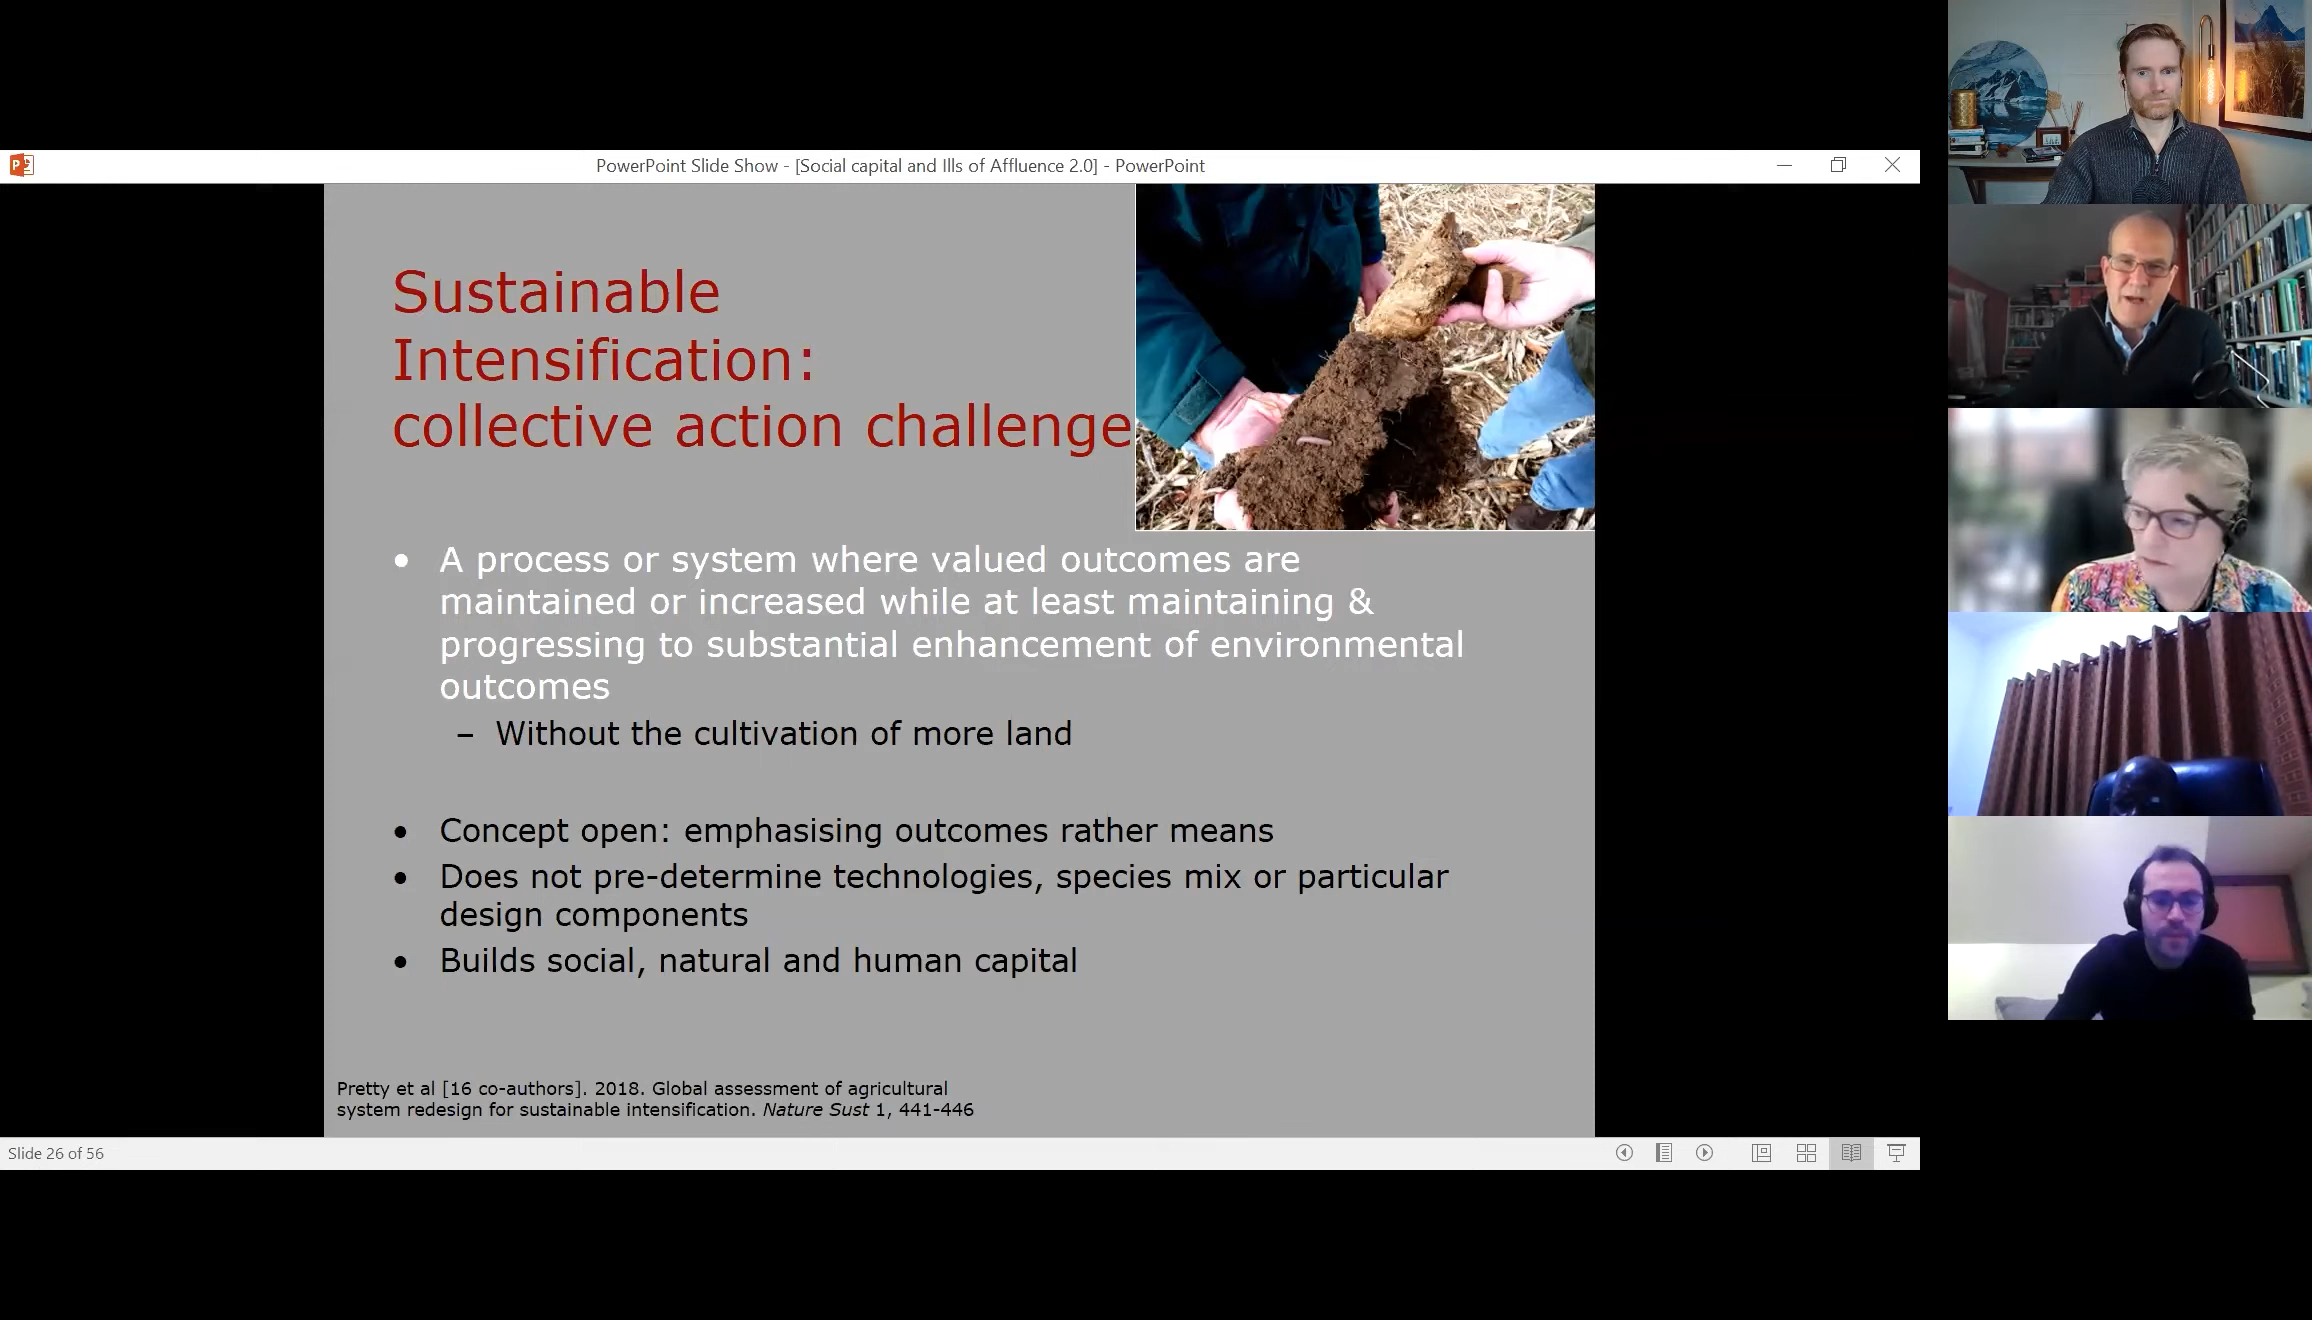 PowerPoint Slide Show - [Social capital and Ills of Affluence 2.0] - PowerPoint
Sustainable
Intensification:
collective action challenge
• A process or system where valued outcomes are
maintained or increased while at least maintaining &
progressing to substantial enhancement of environmental
outcomes
– Without the cultivation of more land
• Concept open: emphasising outcomes rather means
• Does not pre-determine technologies, species mix or particular
design components
• Builds social, natural and human capital
Pretty et al [16 co-authors]. 2018. Global assessment of agricultural
system redesign for sustainable intensification. Nature Sust 1, 441-446
Slide 26 of 56